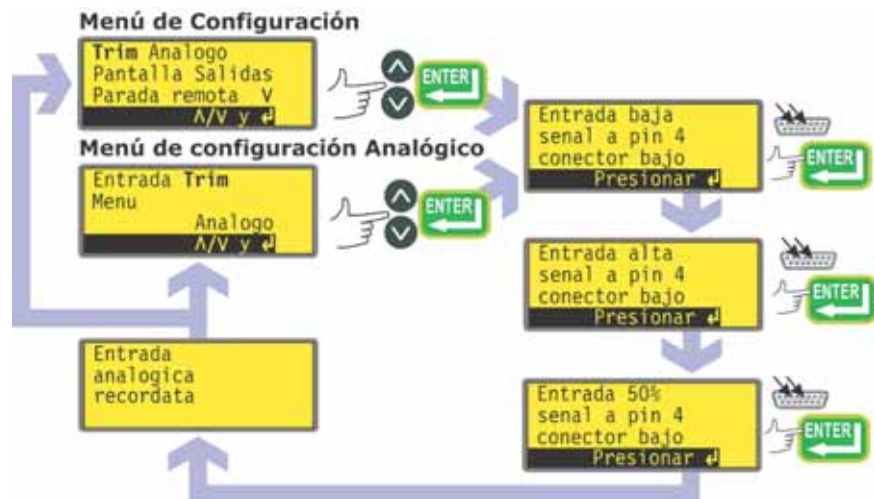 Menú de Configuración
Trim Analogo
Pantalla Salidas
Parada remota V
Λ/V y ↲
ENTER
Menú de configuración Analógico
Entrada Trim
Menu
Analogo
Λ/V y ↲
ENTER
Entrada baja
senal a pin 4
conector bajo
Presionar ↲
ENTER
Entrada alta
senal a pin 4
conector bajo
Presionar ↲
ENTER
Entrada 50%
senal a pin 4
conector bajo
Presionar ↲
ENTER
Entrada
analogica
recordata